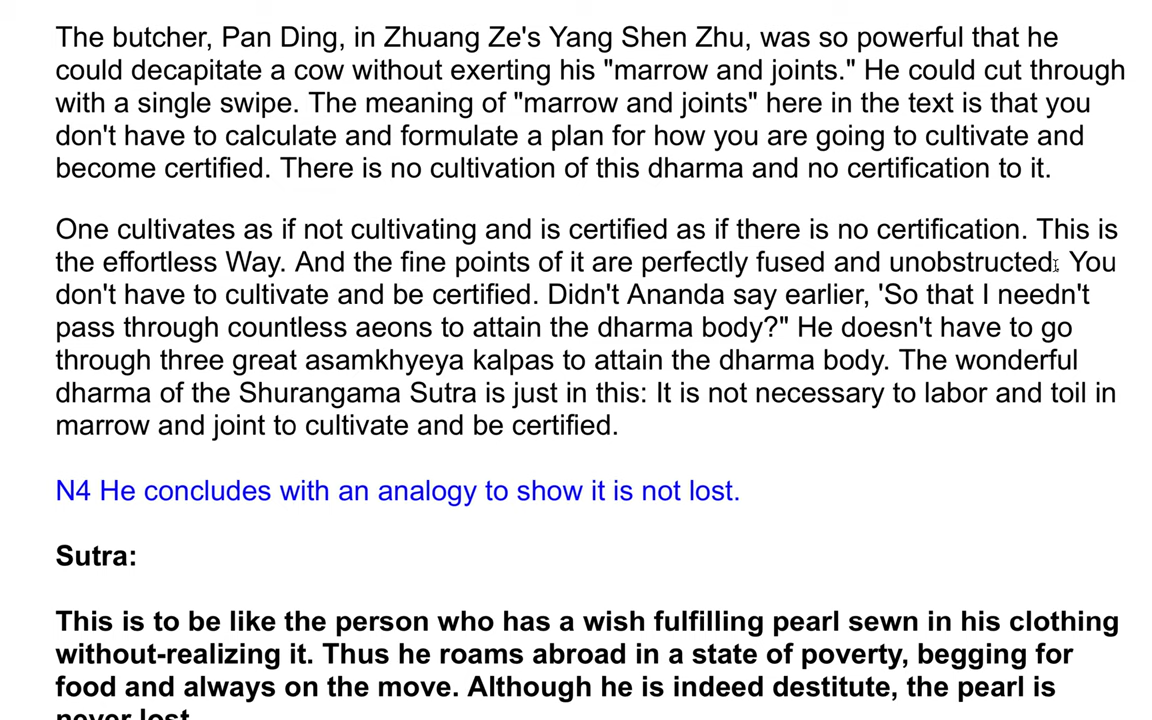 The butcher, Pan Ding, in Zhuang Ze's Yang Shen Zhu, was so powerful that he
could decapitate a cow without exerting his "marrow and joints." He could cut through
with a single swipe. The meaning of "marrow and joints" here in the text is that you
don't have to calculate and formulate a plan for how you are going to cultivate and
become certified. There is no cultivation of this dharma and no certification to it.
One cultivates as if not cultivating and is certified as if there is no certification. This is
the effortless Way. And the fine points of it are perfectly fused and unobstructed. You
don't have to cultivate and be certified. Didn't Ananda say earlier, 'So that I needn't
pass through countless aeons to attain the dharma body?" He doesn't have to go
through three great asamkhyeya kalpas to attain the dharma body. The wonderful
dharma of the Shurangama Sutra is just in this: It is not necessary to labor and toil in
marrow and joint to cultivate and be certified.
N4 He concludes with an analogy to show it is not lost.
Sutra:
This is to be like the person who has a wish fulfilling pearl sewn in his clothing
without-realizing it. Thus he roams abroad in a state of poverty, begging for
food and always on the move. Although he is indeed destitute, the pearl is
never lost.